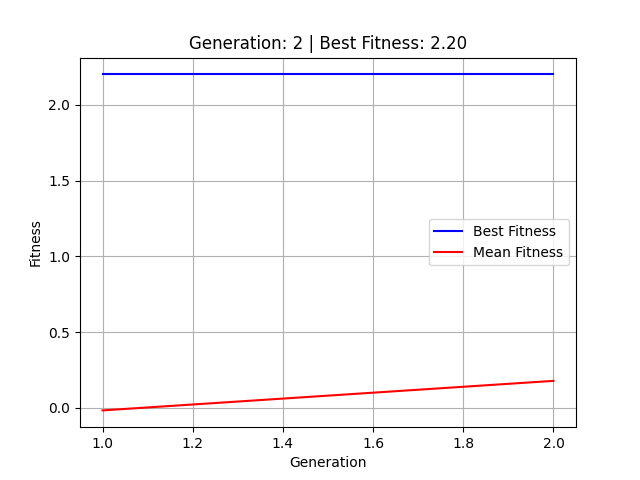 Generation: 2 | Best Fitness: 2.20
2.0
1.5
1.0
0.5
0.0
Fitness
Best Fitness
Mean Fitness
1.0 1.2 1.4 1.6 1.8 2.0
Generation